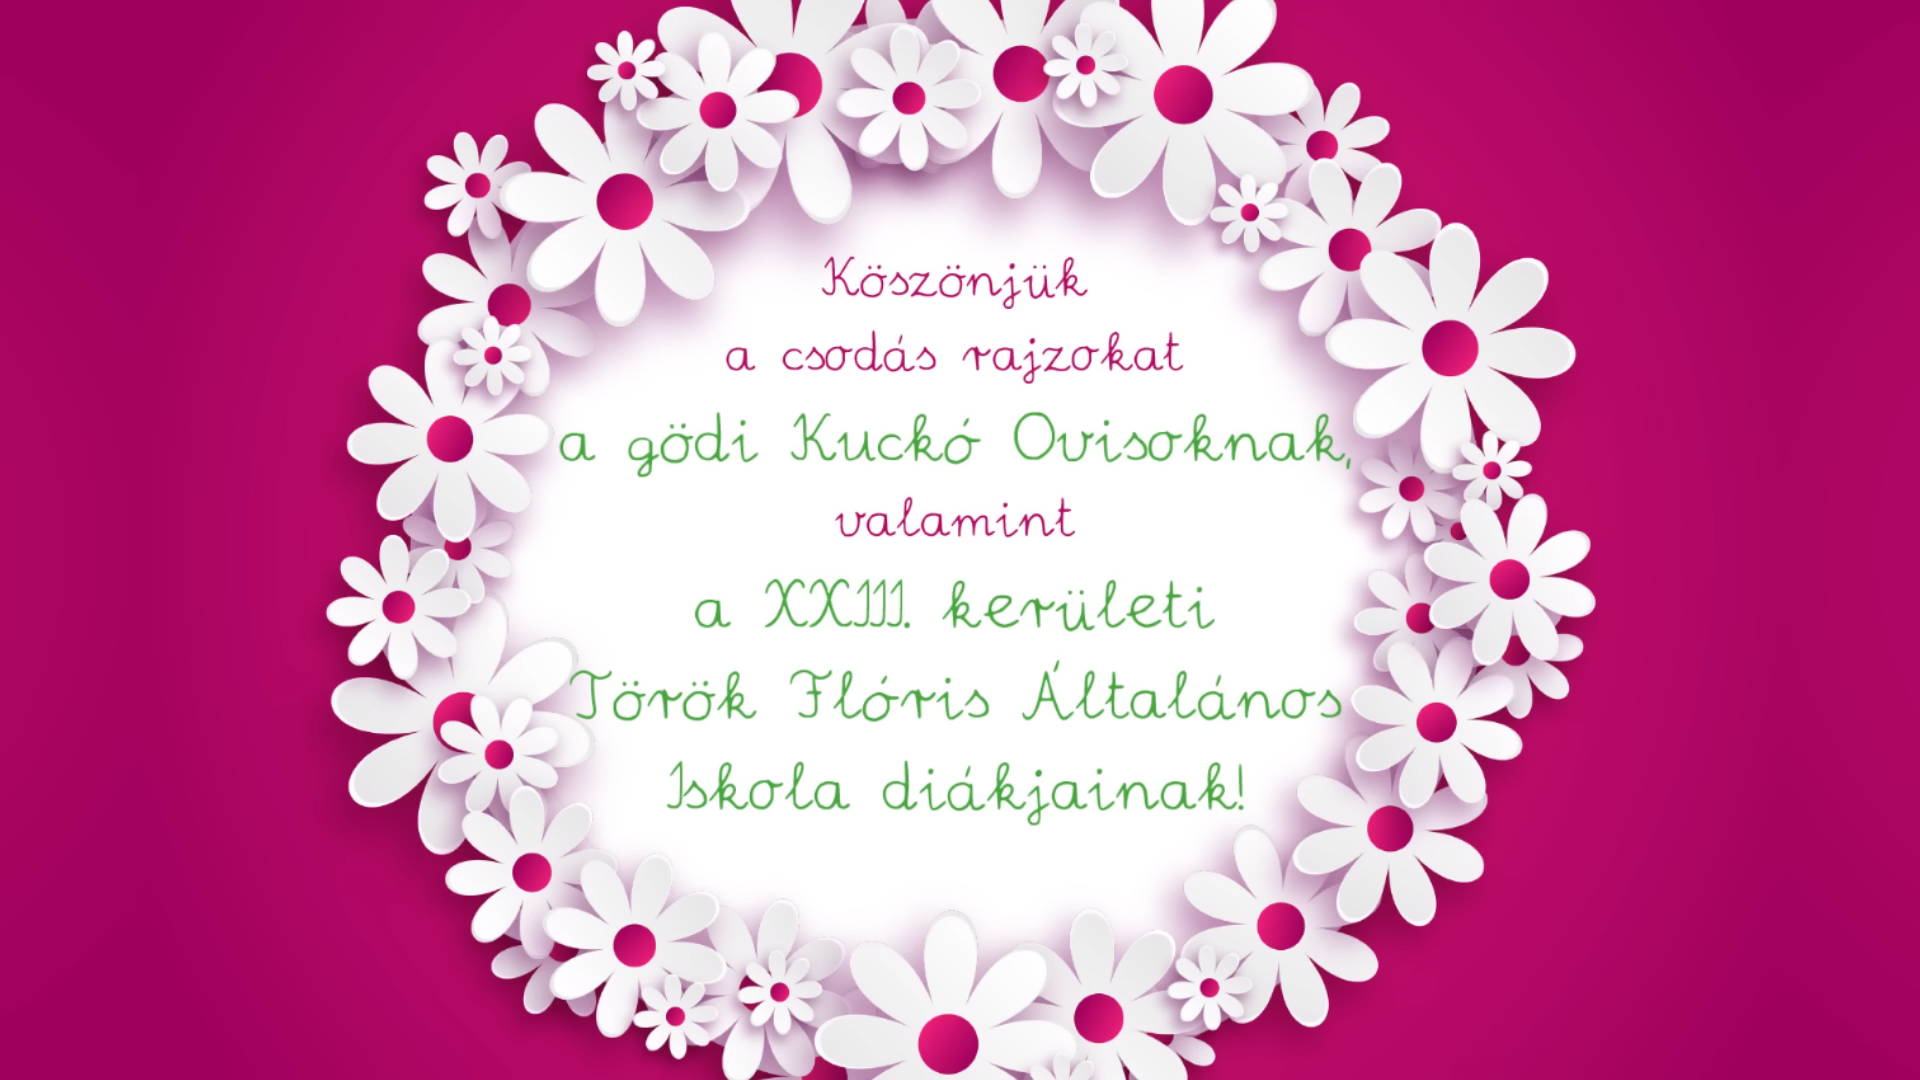 Köszönjük
a csodás rajzokat
a gödi Kuckó Ovisoknak,
valamint
a XXIII. kerületi
Török Flóris Általános
Iskola diákjainak!